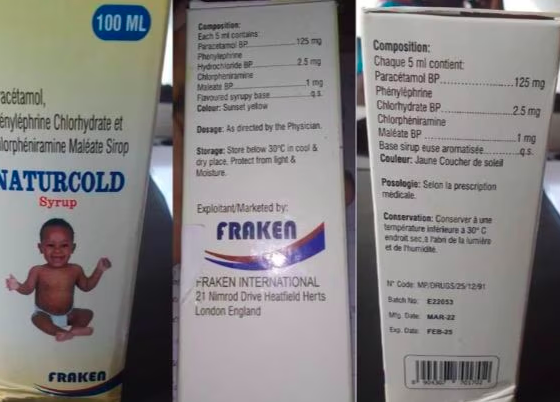 100 ML
racétamol,
ényléphrine Chlorhydrate et
lorphéniramine Maléate Sirop
NATURCOLD
Syrup
FRAKEN
Composition:
Each 5 ml contains:
Paracetamol BP.............125 mg
Phenylephrine
Hydrochloride BP............2.5 mg
Chlorpheniramine
Maleate BP....................1 mg
Flavoured syrupy base..........q.s.
Colour: Sunset yellow
Dosage: As directed by the Physician.
Storage: Store below 30°C in cool &
dry place. Protect from light &
Moisture.
Exploitant/Marketed by:
FRAKEN
FRAKEN INTERNATIONAL
21 Nimrod Drive Heatfield Herts
London England
Composition:
Chaque 5 ml contient:
Paracétamol BP..................125 mg
Phényléphrine
Chlorhydrate BP.................2.5 mg
Chlorphéniramine
Maléate BP.......................1 mg
Base sirup euse aromatisée.......q.s.
Couleur: Jaune Coucher de soleil
Posologie: Selon la prescription
médicale.
Conservation: Conserver à une
température inférieure à 30° C
endroit sec, à l'abri de la lumière
et de l'humidité.
N° Code: MP/DRUGS/25/12/91
Batch No: E22053
Mfg. Date: MAR-22
Exp. Date: FEB-25